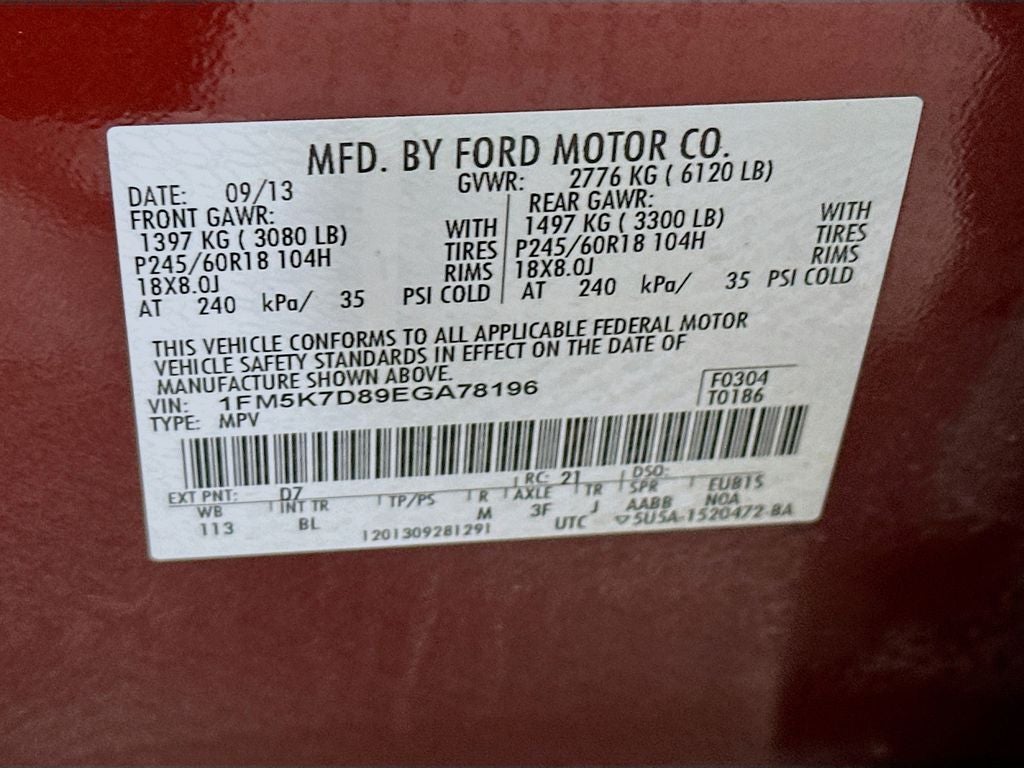 MFD. BY FORD MOTOR CO.
DATE: 09/13 GVWR: 2776 KG ( 6120 LB)
FRONT GAWR: REAR GAWR:
1397 KG ( 3080 LB) WITH 1497 KG ( 3300 LB) WITH
P245/60R18 104H TIRES P245/60R18 104H TIRES
18X8.0J RIMS 18X8.0J RIMS
AT 240 kPa/ 35 PSI COLD AT 240 kPa/ 35 PSI COLD
THIS VEHICLE CONFORMS TO ALL APPLICABLE FEDERAL MOTOR
VEHICLE SAFETY STANDARDS IN EFFECT ON THE DATE OF
MANUFACTURE SHOWN ABOVE.
VIN: 1FM5K7D89EGA78196 F0304
TYPE: MPV T0186
EXT PNT: D7 RC: 21 DSO:
WB INT TR TP/PS R AXLE TR SPR EUB15
113 BL M 3F J AABB NOA
1201309281291 UTC ▽5U5A-1520472-BA